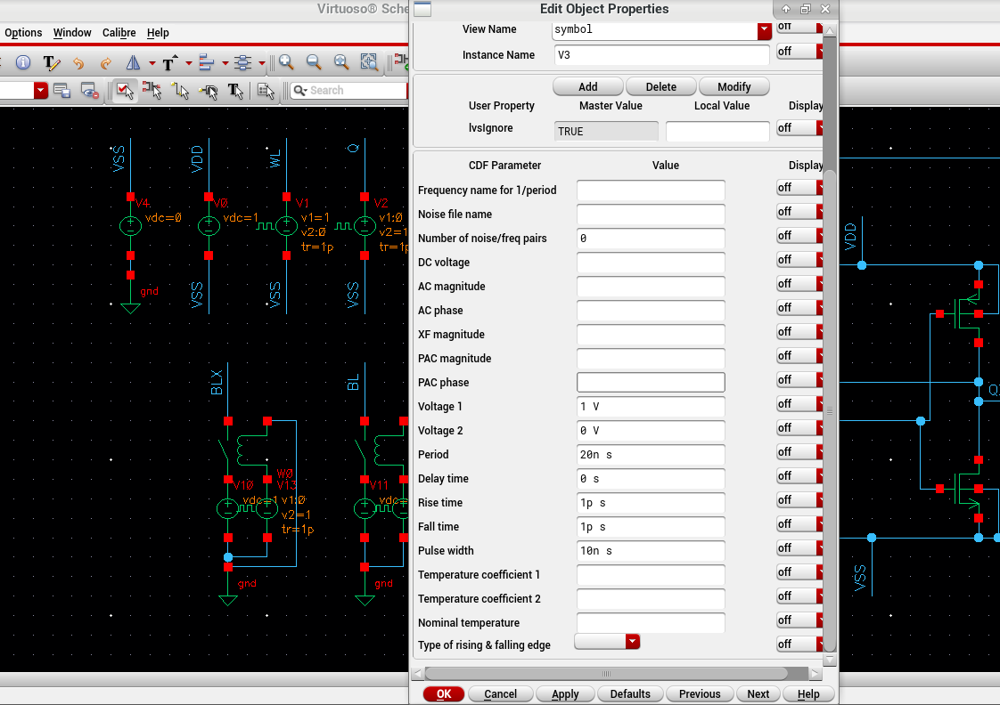 Virtuoso® Sche
Edit Object Properties
Options Window Calibre Help
Search
View Name symbol off
Instance Name V3 off
Add Delete Modify
User Property Master Value Local Value Display
lvsIgnore TRUE off
CDF Parameter Value Display
Frequency name for 1/period off
Noise file name off
Number of noise/freq pairs 0 off
DC voltage off
AC magnitude off
AC phase off
XF magnitude off
PAC magnitude off
PAC phase off
Voltage 1 1 V off
Voltage 2 0 V off
Period 20n s off
Delay time 0 s off
Rise time 1p s off
Fall time 1p s off
Pulse width 10n s off
Temperature coefficient 1 off
Temperature coefficient 2 off
Nominal temperature off
Type of rising & falling edge off
OK Cancel Apply Defaults Previous Next Help
VSS VDD WL Q
V4 V0 V1 V2
vdc=0 vdc=1 v1=1 v1:0
v2:0 v2=1
tr=1p tr=1p
gnd VSS VSS VSS
BLX BL
W0
V10 V13 V11
vdc=1 v1:0 vdc=
v2=1
tr=1p
gnd gnd
VDD
Q
VSS